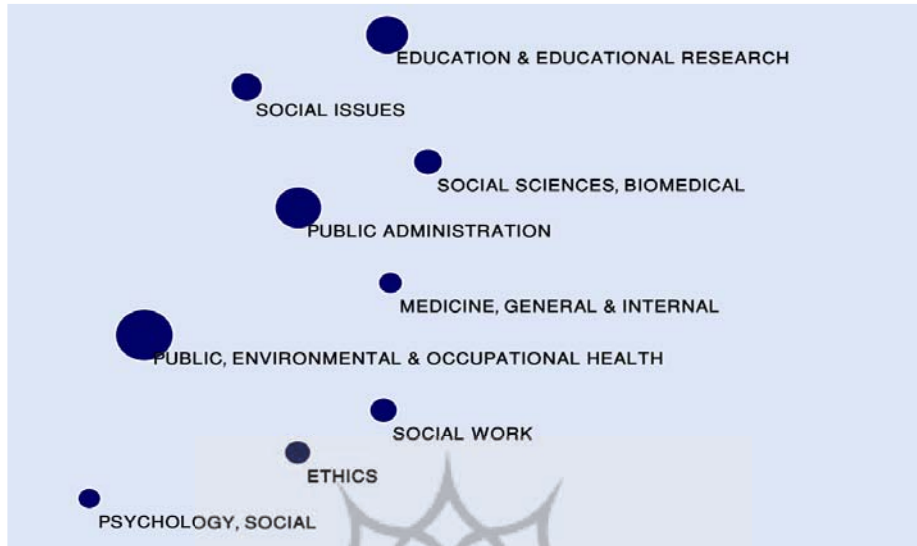 EDUCATION & EDUCATIONAL RESEARCH
SOCIAL ISSUES
SOCIAL SCIENCES, BIOMEDICAL
PUBLIC ADMINISTRATION
MEDICINE, GENERAL & INTERNAL
PUBLIC, ENVIRONMENTAL & OCCUPATIONAL HEALTH
SOCIAL WORK
ETHICS
PSYCHOLOGY, SOCIAL